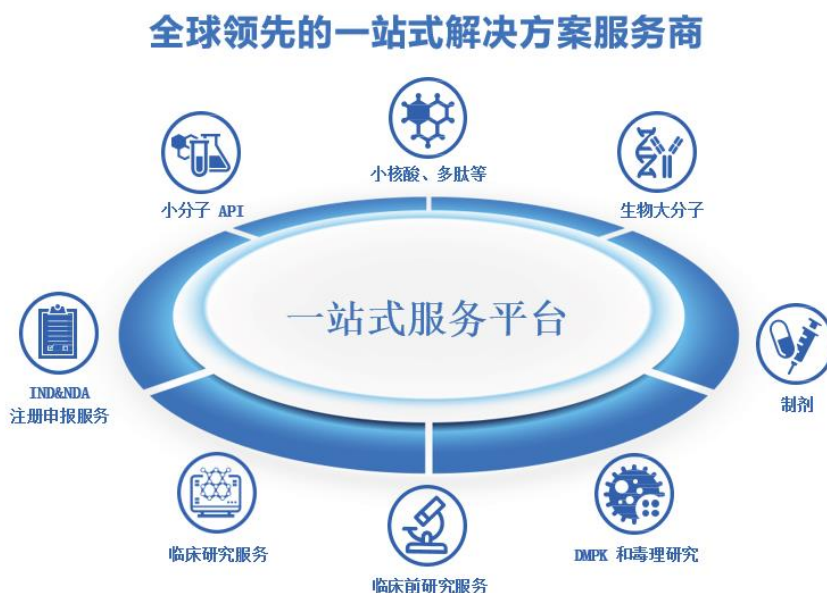 全球领先的一站式解决方案服务商
小核酸、多肽等
小分子 API
生物大分子
一站式服务平台
IND&NDA
注册申报服务
制剂
临床研究服务
DMPK 和毒理研究
临床前研究服务